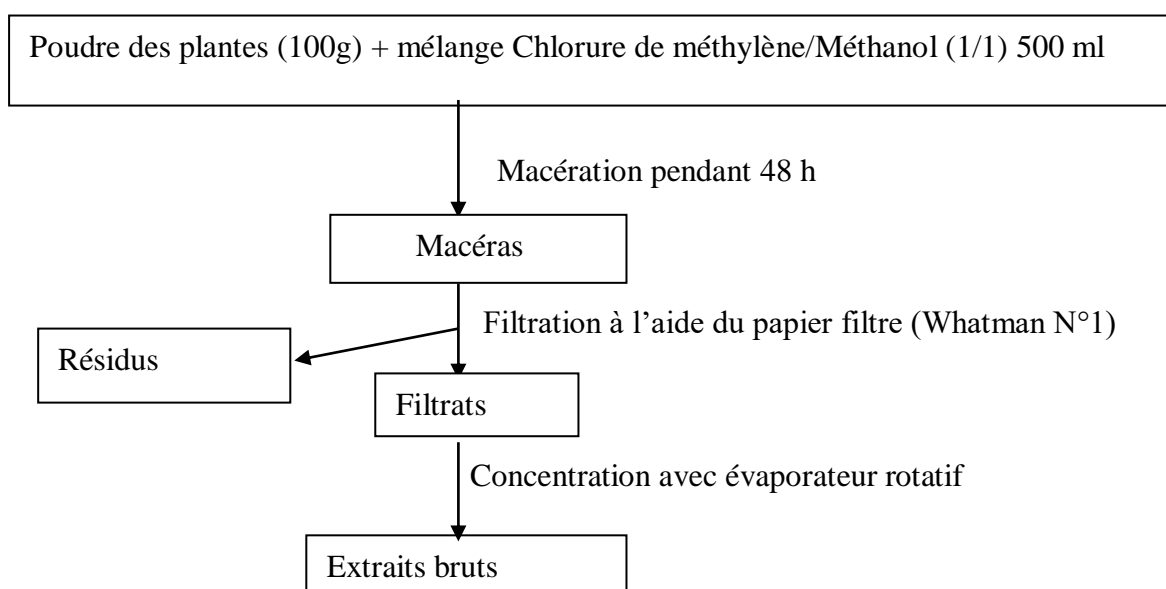 Poudre des plantes (100g) + mélange Chlorure de méthylène/Méthanol (1/1) 500 ml
Macération pendant 48 h
Macéras
Filtration à l’aide du papier filtre (Whatman N°1)
Résidus
Filtrats
Concentration avec évaporateur rotatif
Extraits bruts